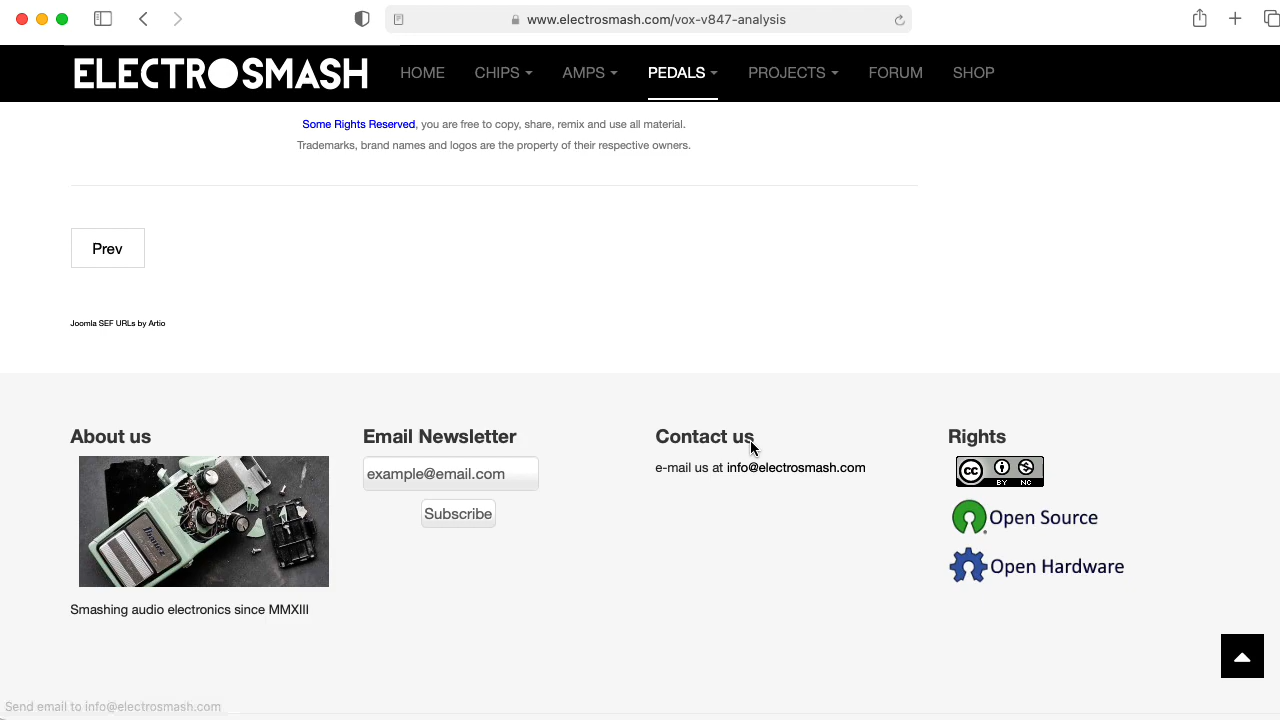 www.electrosmash.com/vox-v847-analysis
ELECTROSMASH HOME CHIPS AMPS PEDALS PROJECTS FORUM SHOP
Some Rights Reserved, you are free to copy, share, remix and use all material.
Trademarks, brand names and logos are the property of their respective owners.
Prev
Joomla SEF URLs by Artio
About us
Ibanez
Smashing audio electronics since MMXIII
Email Newsletter
example@email.com
Subscribe
Contact us
e-mail us at info@electrosmash.com
Rights
cc BY NC
Open Source
Open Hardware
Send email to info@electrosmash.com